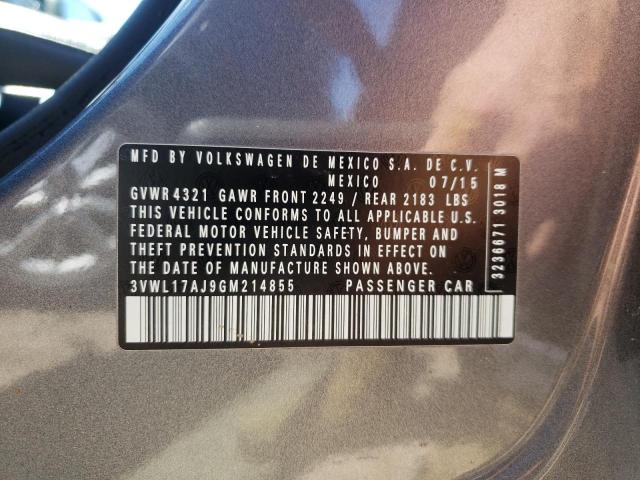 MFD BY VOLKSWAGEN DE MEXICO S.A. DE C.V.
MEXICO 07/15
GVWR 4321 GAWR FRONT 2249 / REAR 2183 LBS
THIS VEHICLE CONFORMS TO ALL APPLICABLE U.S.
FEDERAL MOTOR VEHICLE SAFETY, BUMPER AND
THEFT PREVENTION STANDARDS IN EFFECT ON
THE DATE OF MANUFACTURE SHOWN ABOVE.
3VWL17AJ9GM214855 PASSENGER CAR
3236671 3018 M